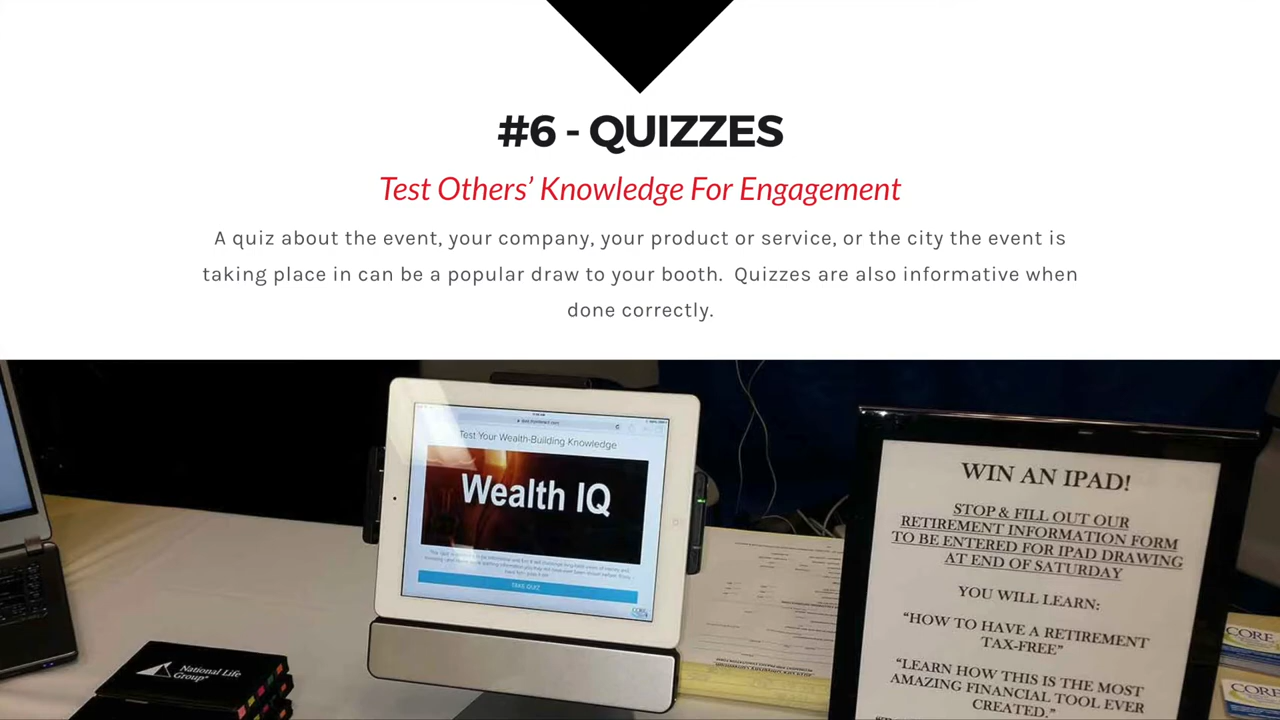 #6 - QUIZZES
Test Others’ Knowledge For Engagement
A quiz about the event, your company, your product or service, or the city the event is
taking place in can be a popular draw to your booth.  Quizzes are also informative when
done correctly.
Test Your Wealth-Building Knowledge
Wealth IQ
TAKE QUIZ
CORE
National Life
Group®
WIN AN IPAD!
STOP & FILL OUT OUR
RETIREMENT INFORMATION FORM
TO BE ENTERED FOR IPAD DRAWING
AT END OF SATURDAY
YOU WILL LEARN:
“HOW TO HAVE A RETIREMENT
TAX-FREE”
“LEARN HOW THIS IS THE MOST
AMAZING FINANCIAL TOOL EVER
CREATED.”
CORE
CORE